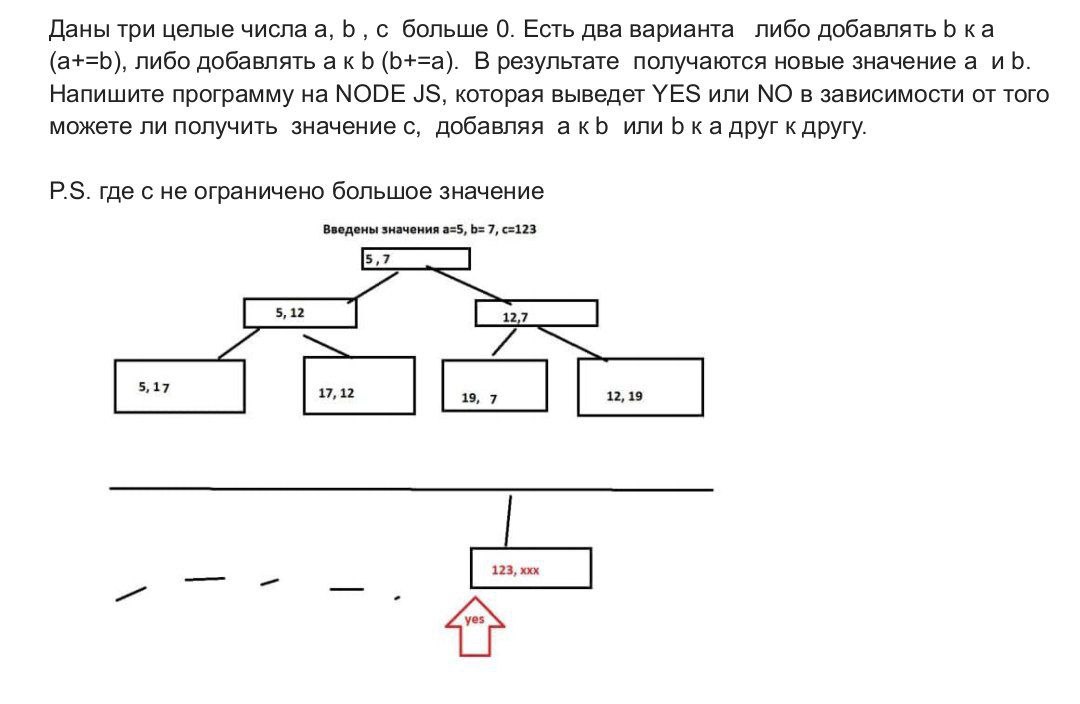 Даны три целые числа a, b , c  больше 0. Есть два варианта   либо добавлять b к a
(a+=b), либо добавлять a к b (b+=a).  В результате  получаются новые значение a  и b.
Напишите программу на NODE JS, которая выведет YES или NO в зависимости от того
можете ли получить  значение c,  добавляя  a к b  или b к a друг к другу.
P.S. где c не ограничено большое значение
Введены значения a=5, b= 7, c=123
5 , 7
5, 12
12,7
5, 17
17, 12
19,  7
12, 19
123, xxx
yes